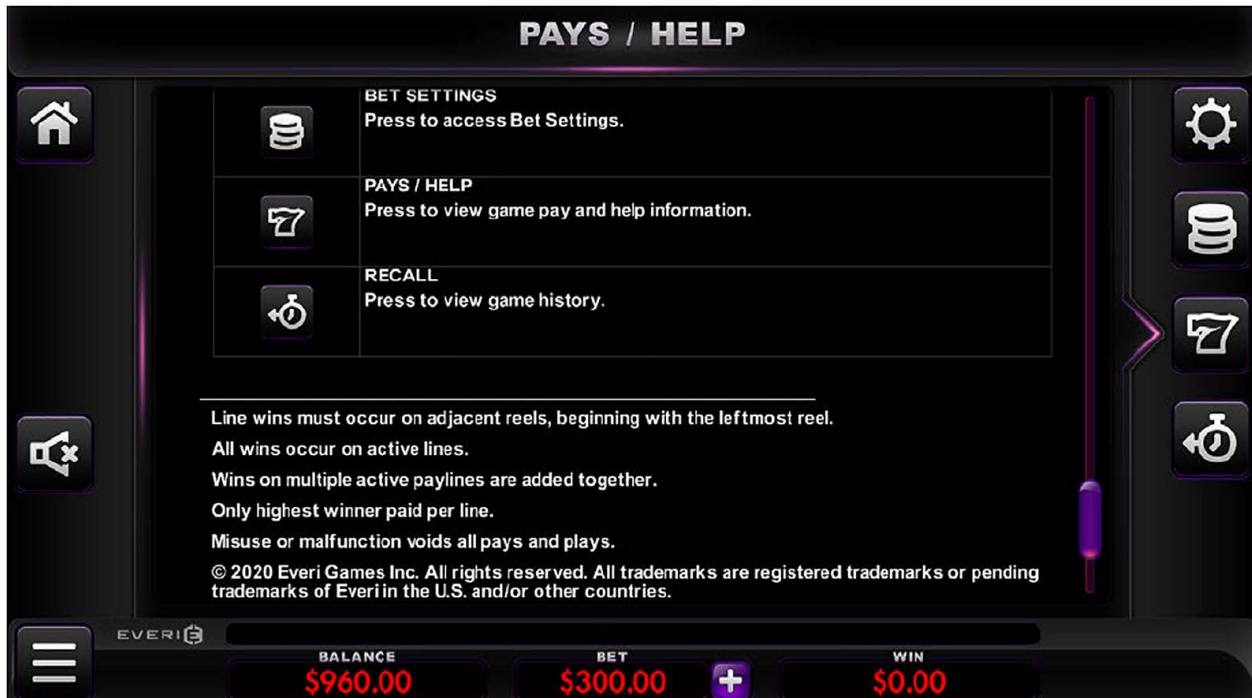 PAYS / HELP
BET SETTINGS
Press to access Bet Settings.
PAYS / HELP
Press to view game pay and help information.
RECALL
Press to view game history.
Line wins must occur on adjacent reels, beginning with the leftmost reel.
All wins occur on active lines.
Wins on multiple active paylines are added together.
Only highest winner paid per line.
Misuse or malfunction voids all pays and plays.
© 2020 Everi Games Inc. All rights reserved. All trademarks are registered trademarks or pending
trademarks of Everi in the U.S. and/or other countries.
EVERI
BALANCE
$960.00
BET
$300.00
WIN
$0.00